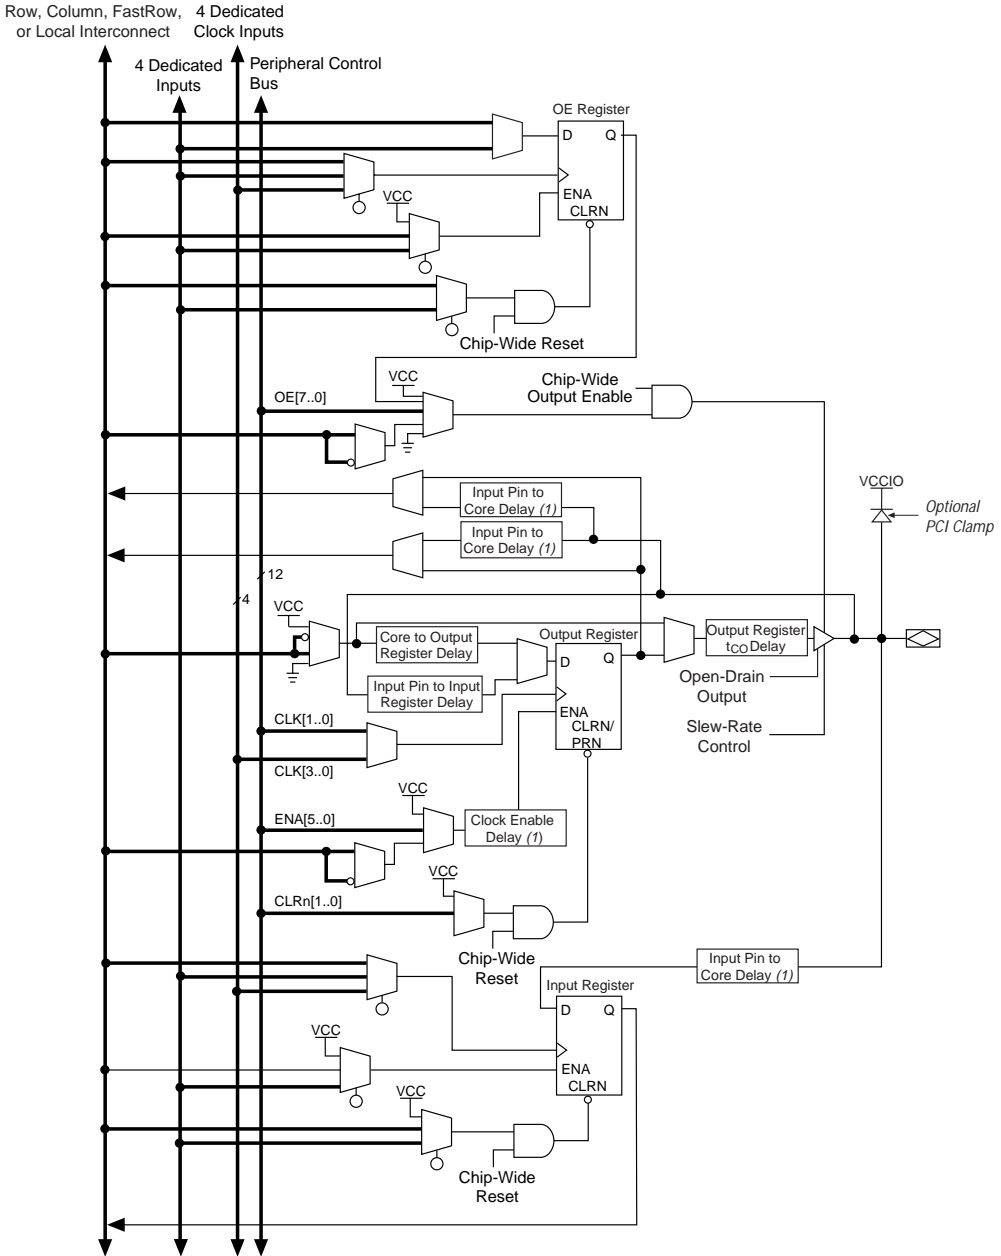 Row, Column, FastRow,
or Local Interconnect
4 Dedicated
Clock Inputs
4 Dedicated
Inputs
Peripheral Control
Bus
OE Register
D
Q
ENA
CLRN
VCC
Chip-Wide Reset
VCC
OE[7..0]
Chip-Wide
Output Enable
Input Pin to
Core Delay (1)
Input Pin to
Core Delay (1)
VCCIO
Optional
PCI Clamp
12
4
VCC
Core to Output
Register Delay
Input Pin to Input
Register Delay
Output Register
D
Q
ENA
CLRN/
PRN
Output Register
tCO Delay
Open-Drain
Output
Slew-Rate
Control
CLK[1..0]
CLK[3..0]
VCC
ENA[5..0]
Clock Enable
Delay (1)
VCC
CLRn[1..0]
Chip-Wide
Reset
Input Pin to
Core Delay (1)
Input Register
D
Q
ENA
CLRN
VCC
VCC
Chip-Wide
Reset